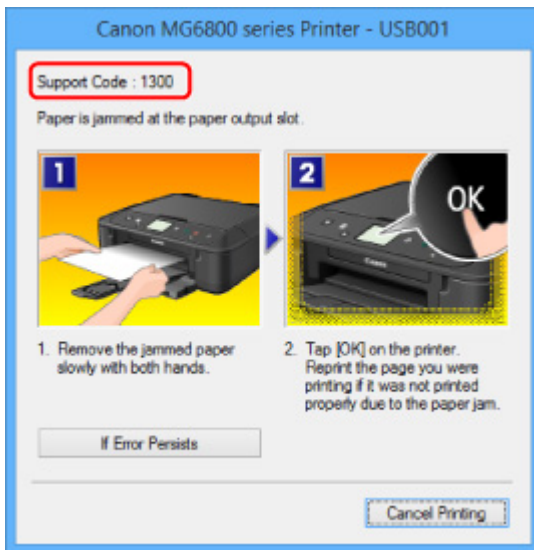 Canon MG6800 series Printer - USB001
Support Code : 1300
Paper is jammed at the paper output slot.
1
2
OK
Canon
Canon
1. Remove the jammed paper
slowly with both hands.
2. Tap [OK] on the printer.
Reprint the page you were
printing if it was not printed
properly due to the paper jam.
If Error Persists
Cancel Printing